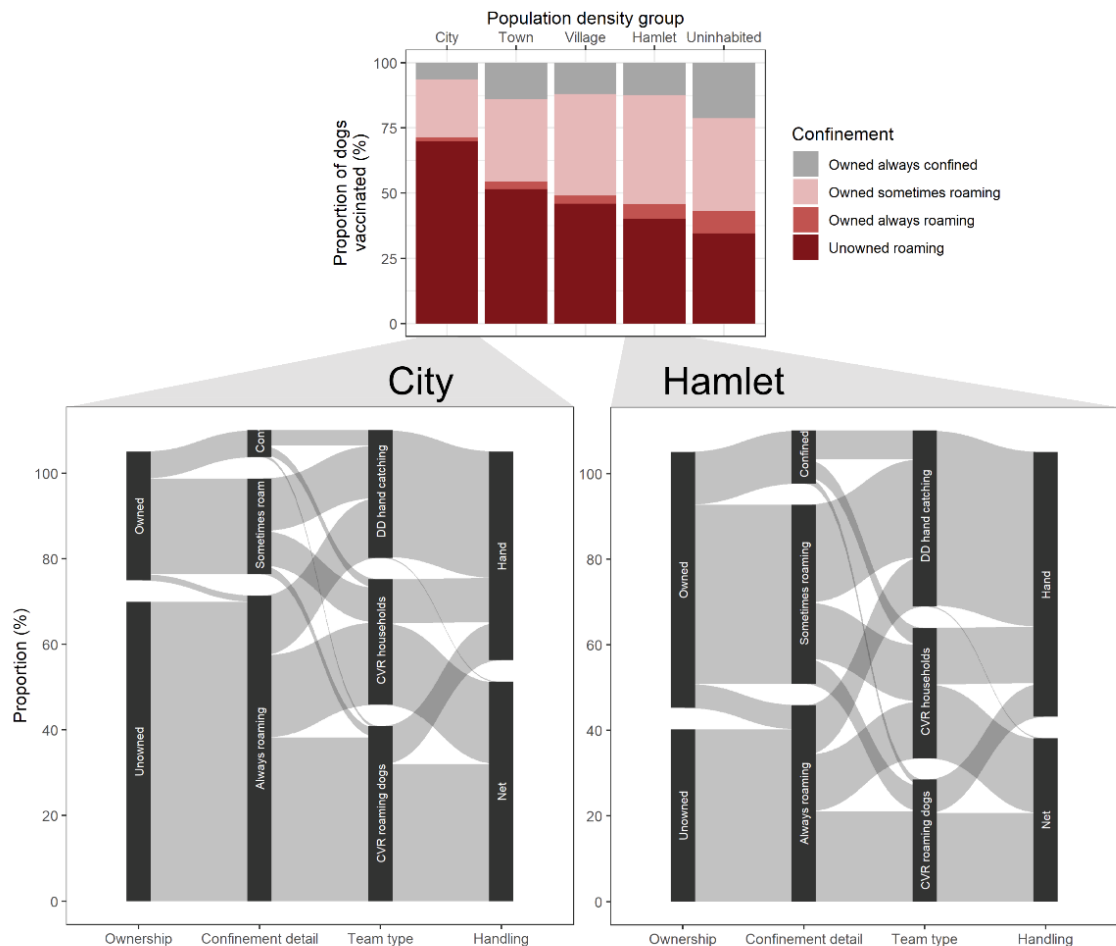 Population density group
City Town Village Hamlet Uninhabited
Proportion of dogs
vaccinated (%)
100
75
50
25
0
Confinement
Owned always confined
Owned sometimes roaming
Owned always roaming
Unowned roaming
City
Proportion (%)
100
80
60
40
20
0
Owned
Unowned
Con
Sometimes roam
Always roaming
DD hand catching
CVR households
CVR roaming dogs
Hand
Net
Ownership Confinement detail Team type Handling
Hamlet
100
80
60
40
20
0
Owned
Unowned
Confined
Sometimes roaming
Always roaming
DD hand catching
CVR households
CVR roaming dogs
Hand
Net
Ownership Confinement detail Team type Handling